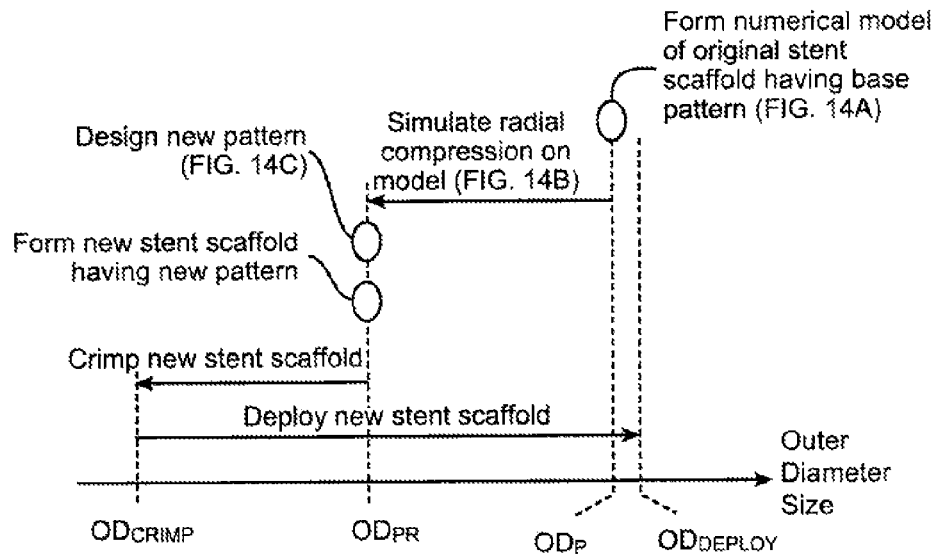 Form numerical model
of original stent
scaffold having base
pattern (FIG. 14A)
Simulate radial
compression on
model (FIG. 14B)
Design new pattern
(FIG. 14C)
Form new stent scaffold
having new pattern
Crimp new stent scaffold
Deploy new stent scaffold
Outer
Diameter
Size
ODCRIMP
ODPR
ODP
ODDEPLOY